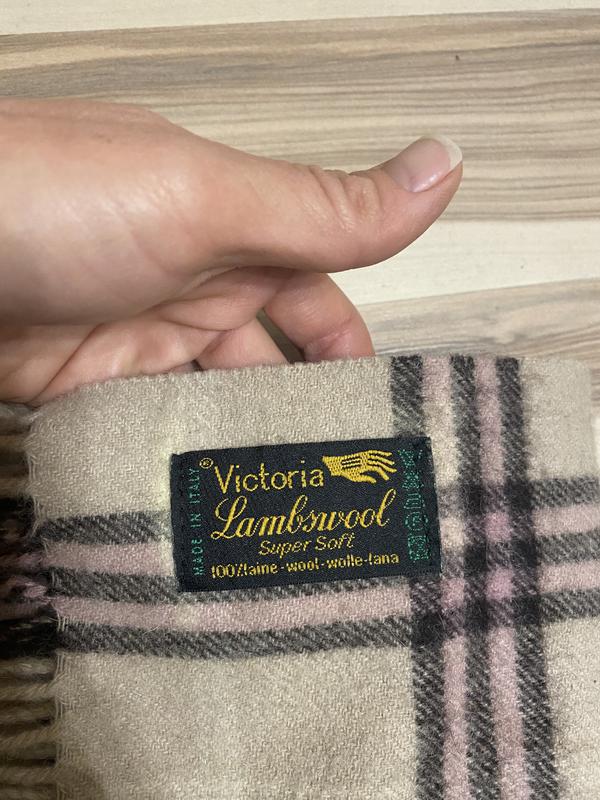 ® Victoria
Lambswool
Super Soft
100% laine - wool - wolle - lana
MADE IN ITALY